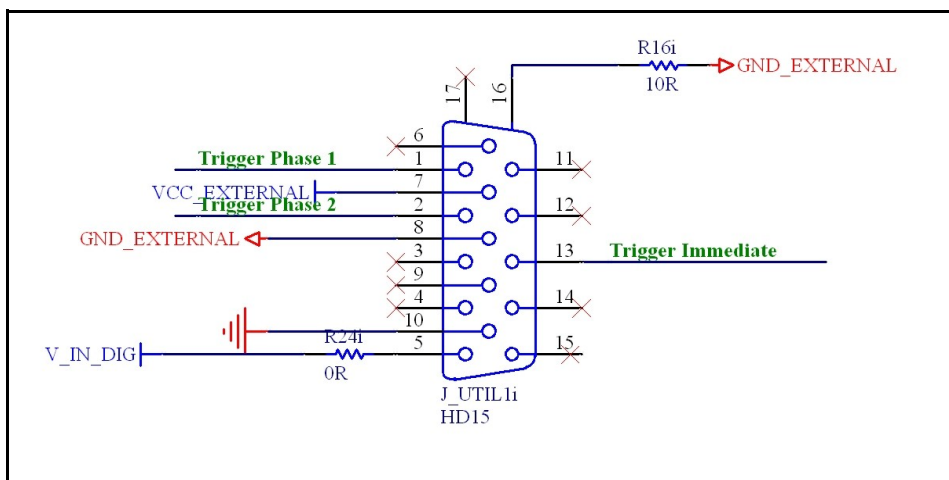 R16i
GND_EXTERNAL
10R
17
16
6
Trigger Phase 1
1
11
VCC_EXTERNAL
7
Trigger Phase 2
2
12
GND_EXTERNAL
8
3
13
Trigger Immediate
9
4
14
10
R24i
V_IN_DIG
5
15
0R
J_UTIL1i
HD15